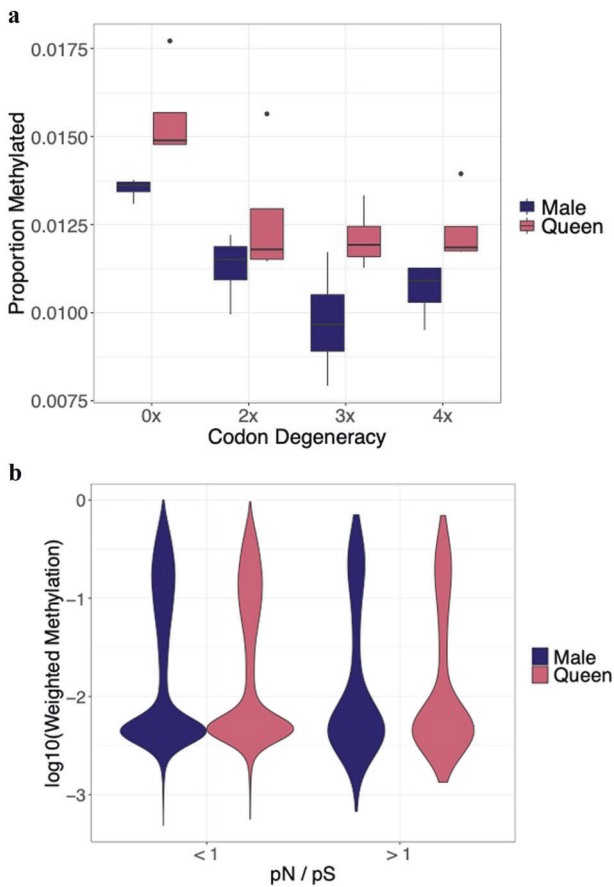 a
0.0175
0.0150
0.0125
0.0100
0.0075
Proportion Methylated
0x 2x 3x 4x
Codon Degeneracy
Male
Queen
b
0
−1
−2
−3
log10(Weighted Methylation)
< 1 > 1
pN / pS
Male
Queen